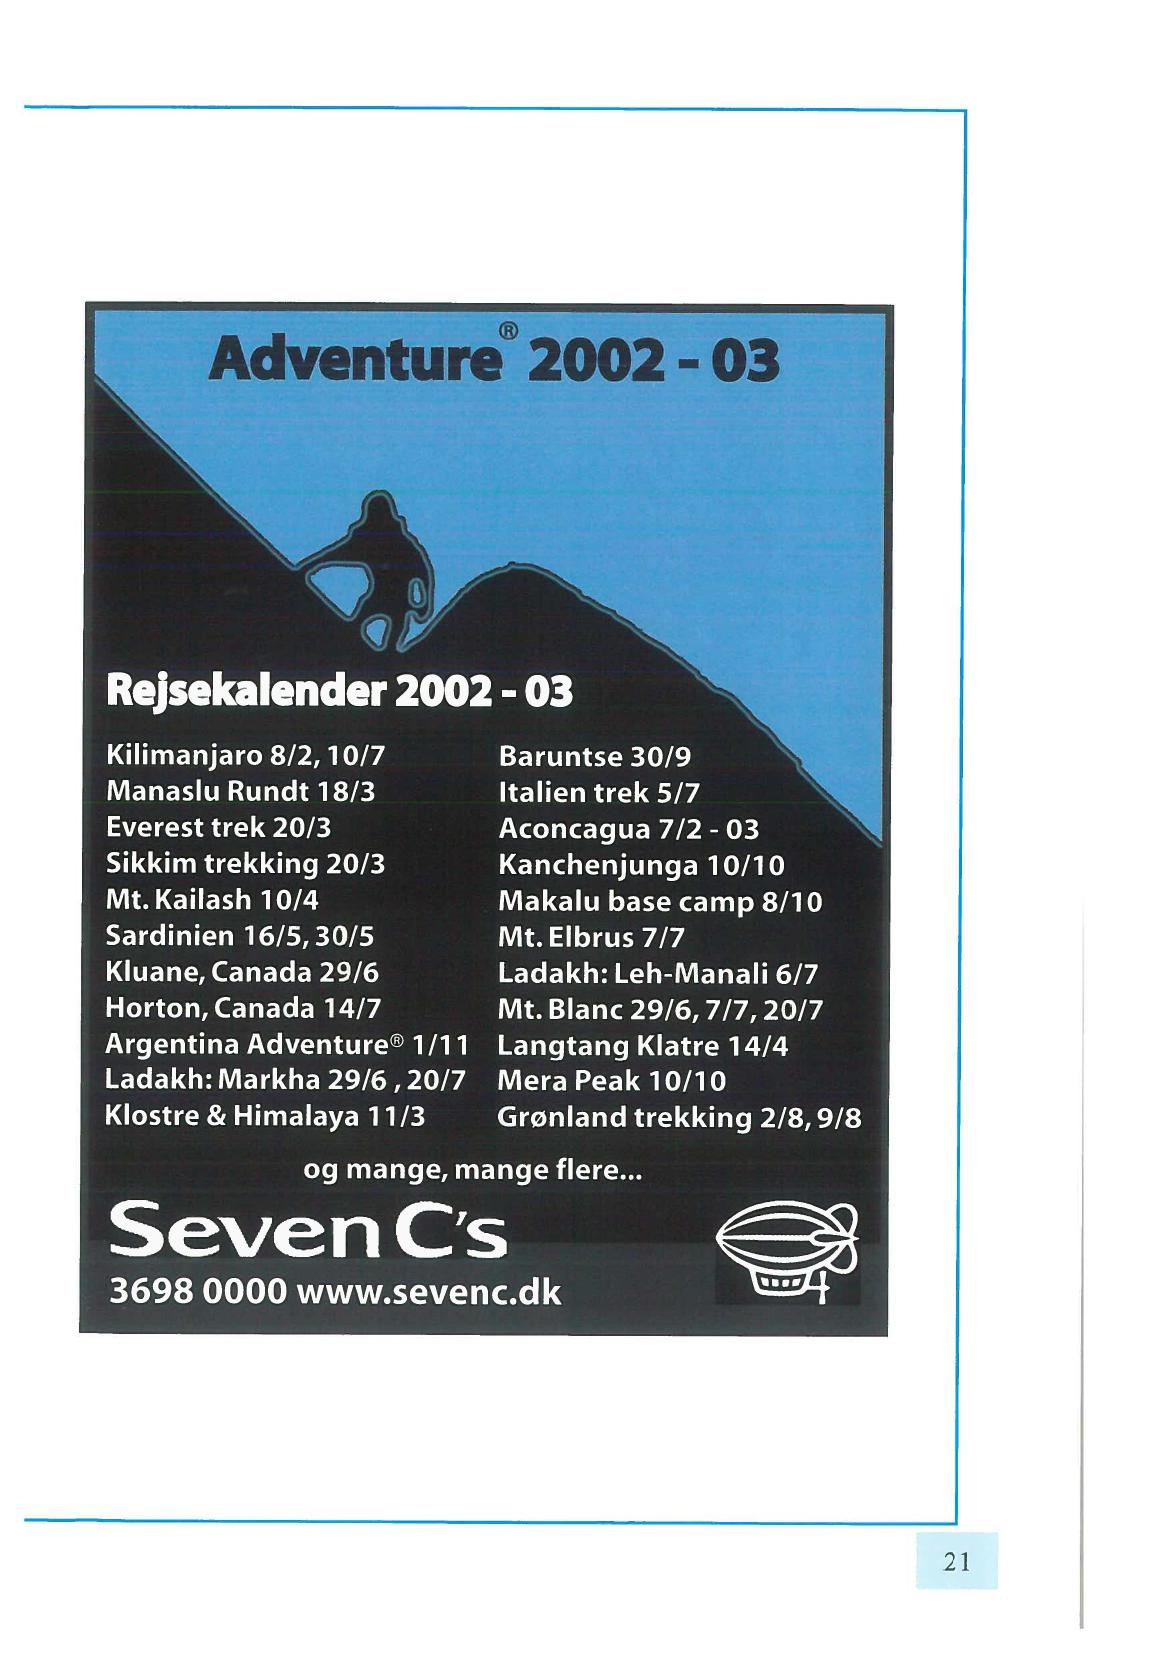 Adventure® 2002 - 03
Rejsekalender 2002 - 03
Kilimanjaro 8/2, 10/7
Manaslu Rundt 18/3
Everest trek 20/3
Sikkim trekking 20/3
Mt. Kailash 10/4
Sardinien 16/5, 30/5
Kluane, Canada 29/6
Horton, Canada 14/7
Argentina Adventure® 1/11
Ladakh: Markha 29/6 , 20/7
Klostre & Himalaya 11/3
Baruntse 30/9
Italien trek 5/7
Aconcagua 7/2 - 03
Kanchenjunga 10/10
Makalu base camp 8/10
Mt. Elbrus 7/7
Ladakh: Leh-Manali 6/7
Mt. Blanc 29/6, 7/7, 20/7
Langtang Klatre 14/4
Mera Peak 10/10
Grønland trekking 2/8, 9/8
og mange, mange flere...
Seven C's
3698 0000 www.sevenc.dk
21